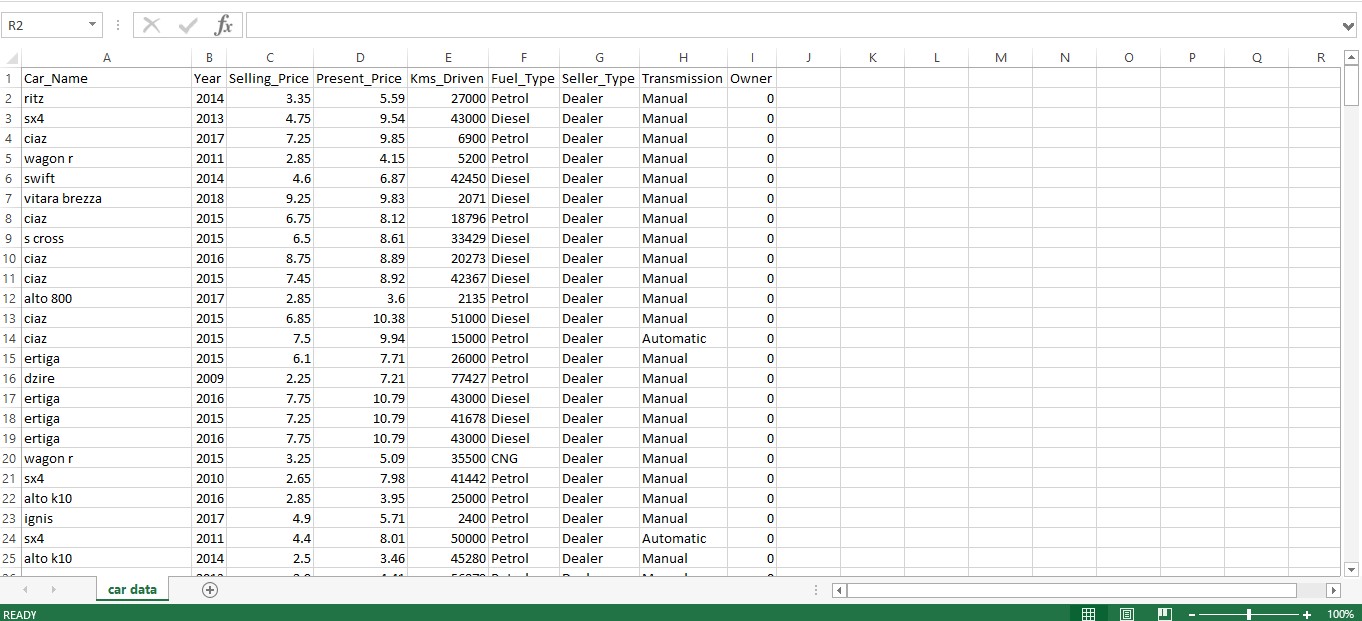 R2 fx
A B C D E F G H I J K L M N O P Q R
1 Car_Name Year Selling_Price Present_Price Kms_Driven Fuel_Type Seller_Type Transmission Owner
2 ritz 2014 3.35 5.59 27000 Petrol Dealer Manual 0
3 sx4 2013 4.75 9.54 43000 Diesel Dealer Manual 0
4 ciaz 2017 7.25 9.85 6900 Petrol Dealer Manual 0
5 wagon r 2011 2.85 4.15 5200 Petrol Dealer Manual 0
6 swift 2014 4.6 6.87 42450 Diesel Dealer Manual 0
7 vitara brezza 2018 9.25 9.83 2071 Diesel Dealer Manual 0
8 ciaz 2015 6.75 8.12 18796 Petrol Dealer Manual 0
9 s cross 2015 6.5 8.61 33429 Diesel Dealer Manual 0
10 ciaz 2016 8.75 8.89 20273 Diesel Dealer Manual 0
11 ciaz 2015 7.45 8.92 42367 Diesel Dealer Manual 0
12 alto 800 2017 2.85 3.6 2135 Petrol Dealer Manual 0
13 ciaz 2015 6.85 10.38 51000 Diesel Dealer Manual 0
14 ciaz 2015 7.5 9.94 15000 Petrol Dealer Automatic 0
15 ertiga 2015 6.1 7.71 26000 Petrol Dealer Manual 0
16 dzire 2009 2.25 7.21 77427 Petrol Dealer Manual 0
17 ertiga 2016 7.75 10.79 43000 Diesel Dealer Manual 0
18 ertiga 2015 7.25 10.79 41678 Diesel Dealer Manual 0
19 ertiga 2016 7.75 10.79 43000 Diesel Dealer Manual 0
20 wagon r 2015 3.25 5.09 35500 CNG Dealer Manual 0
21 sx4 2010 2.65 7.98 41442 Petrol Dealer Manual 0
22 alto k10 2016 2.85 3.95 25000 Petrol Dealer Manual 0
23 ignis 2017 4.9 5.71 2400 Petrol Dealer Manual 0
24 sx4 2011 4.4 8.01 50000 Petrol Dealer Automatic 0
25 alto k10 2014 2.5 3.46 45280 Petrol Dealer Manual 0
car data
READY 100%